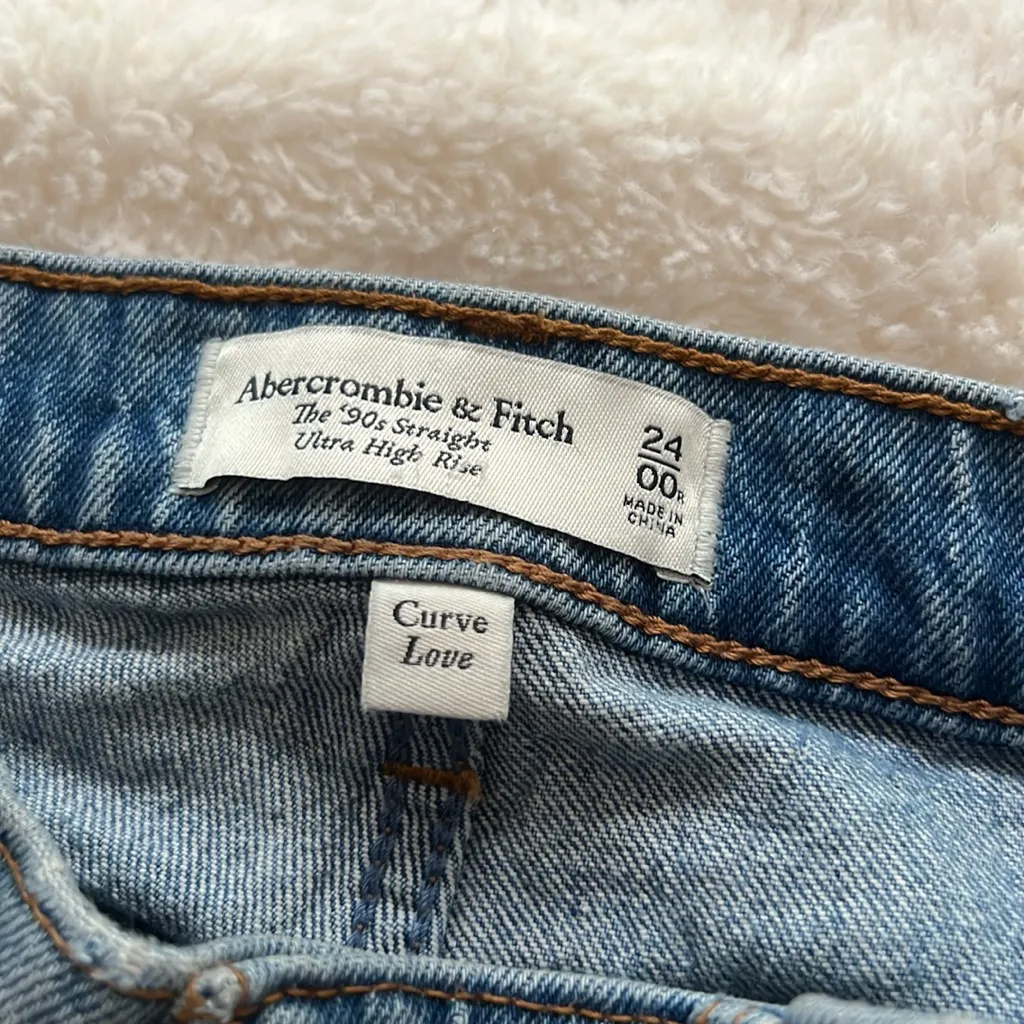 Abercrombie & Fitch
The ‘90s Straight
Ultra High Rise
24
00R
MADE IN
CHINA
Curve
Love